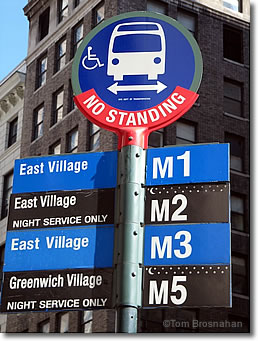 NO STANDING
East Village
M1
East Village
NIGHT SERVICE ONLY
M2
East Village
M3
Greenwich Village
NIGHT SERVICE ONLY
M5
©Tom Brosnahan